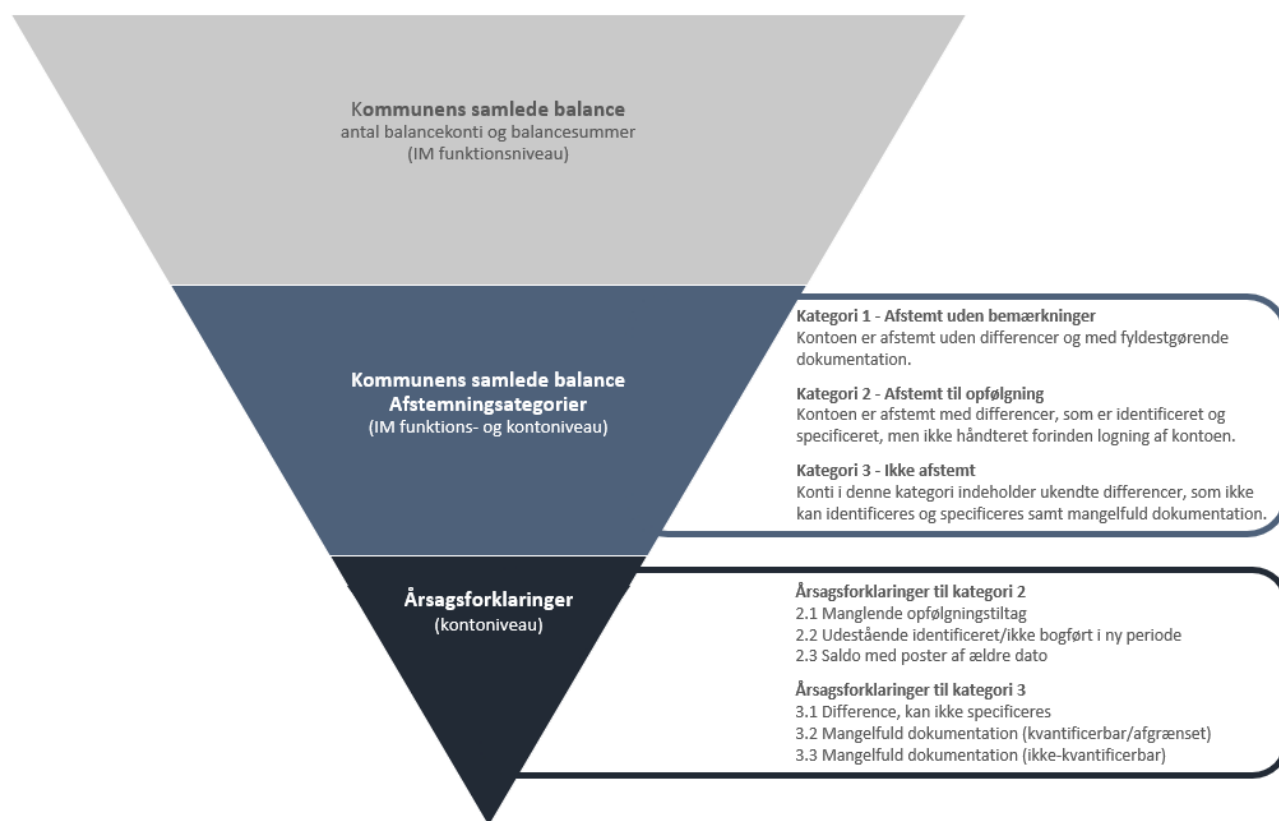 Kommunens samlede balance
antal balancekonti og balancesummer
(IM funktionsniveau)
Kommunens samlede balance
Afstemningsategorier
(IM funktions- og kontoniveau)
Kategori 1 - Afstemt uden bemærkninger
Kontoen er afstemt uden differencer og med fyldestgørende
dokumentation.
Kategori 2 - Afstemt til opfølgning
Kontoen er afstemt med differencer, som er identificeret og
specificeret, men ikke håndteret forinden logning af kontoen.
Kategori 3 - Ikke afstemt
Konti i denne kategori indeholder ukendte differencer, som ikke
kan identificeres og specificeres samt mangelfuld dokumentation.
Årsagsforklaringer
(kontoniveau)
Årsagsforklaringer til kategori 2
2.1 Manglende opfølgningstiltag
2.2 Udestående identificeret/ikke bogført i ny periode
2.3 Saldo med poster af ældre dato
Årsagsforklaringer til kategori 3
3.1 Difference, kan ikke specificeres
3.2 Mangelfuld dokumentation (kvantificerbar/afgrænset)
3.3 Mangelfuld dokumentation (ikke-kvantificerbar)